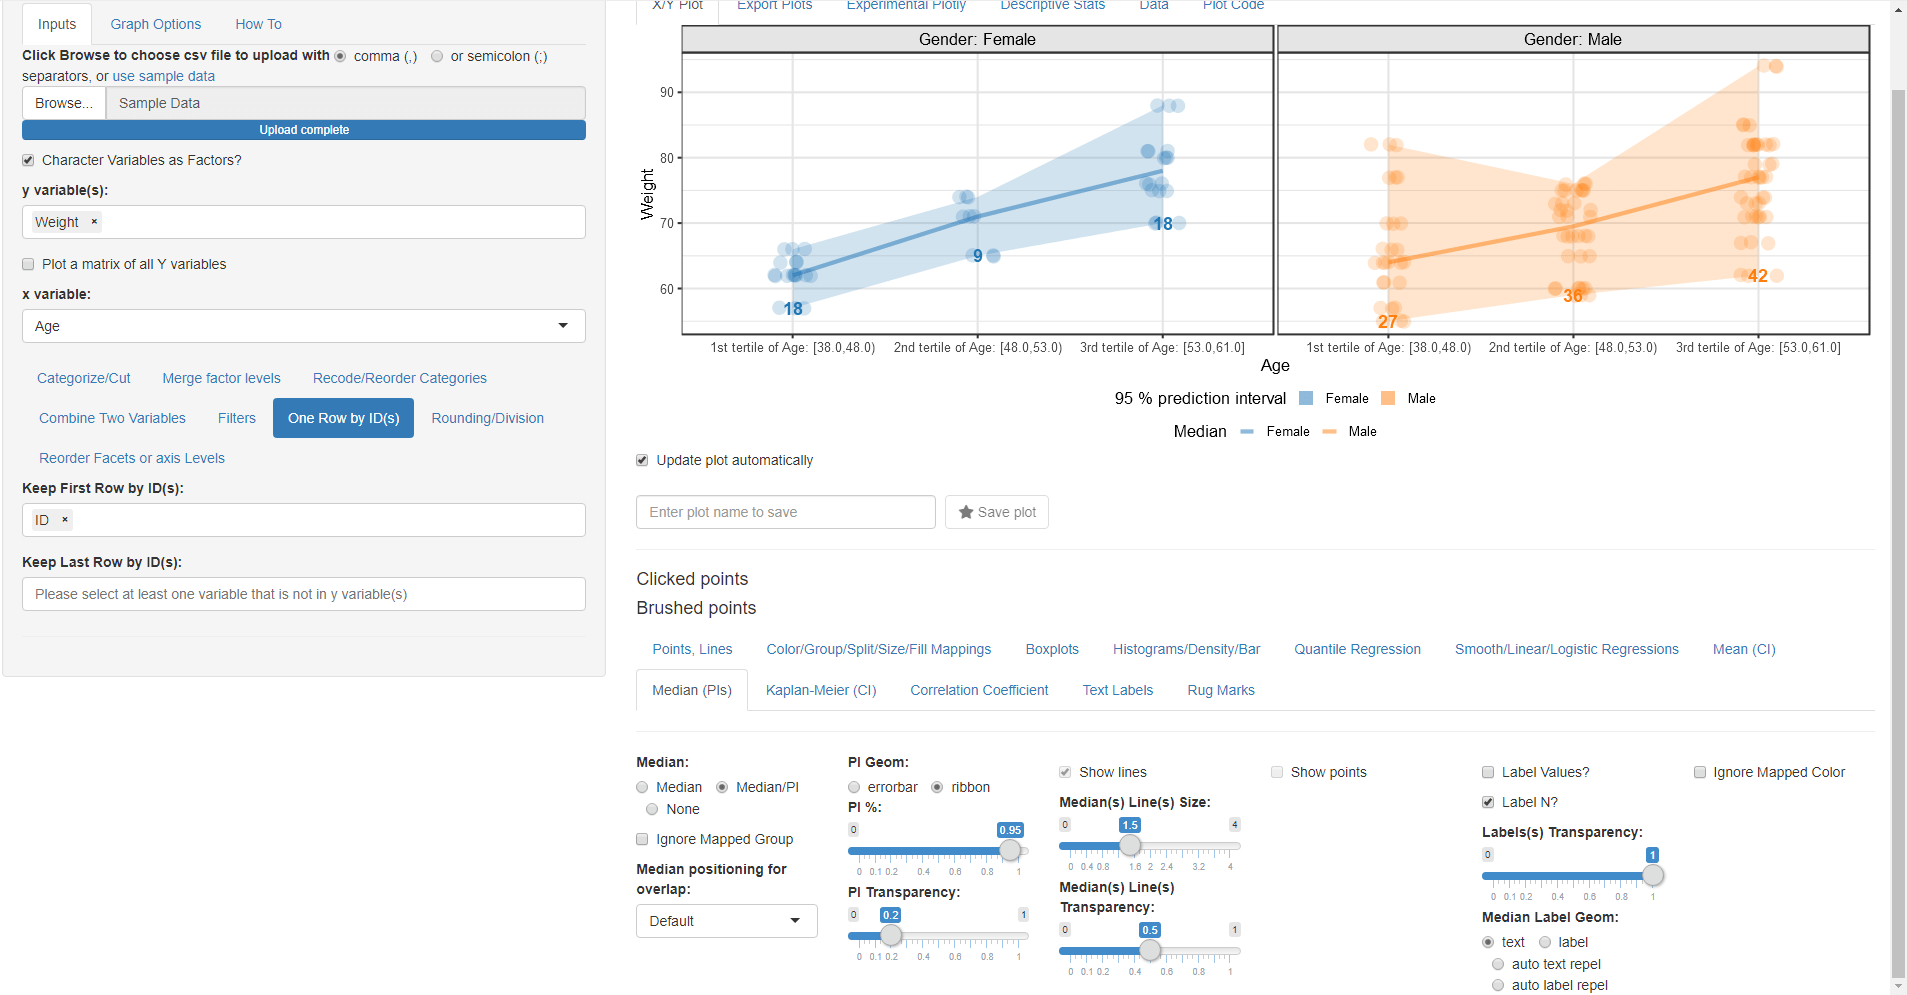 Inputs
Graph Options
How To
Click Browse to choose csv file to upload with comma (,) or semicolon (;)
separators, or use sample data
Browse... Sample Data
Upload complete
Character Variables as Factors?
y variable(s):
Weight ×
Plot a matrix of all Y variables
x variable:
Age
Categorize/Cut Merge factor levels Recode/Reorder Categories
Combine Two Variables Filters One Row by ID(s) Rounding/Division
Reorder Facets or axis Levels
Keep First Row by ID(s):
ID ×
Keep Last Row by ID(s):
Please select at least one variable that is not in y variable(s)
X/Y Plot Export Plots Experimental Plotly Descriptive Stats Data Plot Code
Gender: Female
Gender: Male
Weight
90
80
70
60
18
9
18
27
36
42
1st tertile of Age: [38.0,48.0) 2nd tertile of Age: [48.0,53.0) 3rd tertile of Age: [53.0,61.0]
1st tertile of Age: [38.0,48.0) 2nd tertile of Age: [48.0,53.0) 3rd tertile of Age: [53.0,61.0]
Age
95 % prediction interval Female Male
Median Female Male
Update plot automatically
Enter plot name to save
Save plot
Clicked points
Brushed points
Points, Lines Color/Group/Split/Size/Fill Mappings Boxplots Histograms/Density/Bar Quantile Regression Smooth/Linear/Logistic Regressions Mean (CI)
Median (PIs) Kaplan-Meier (CI) Correlation Coefficient Text Labels Rug Marks
Median:
Median Median/PI
None
Ignore Mapped Group
Median positioning for
overlap:
Default
PI Geom:
errorbar ribbon
PI %:
0 0.95
0 0.1 0.2 0.4 0.6 0.8 1
PI Transparency:
0 0.2 1
0 0.1 0.2 0.4 0.6 0.8 1
Show lines
Median(s) Line(s) Size:
0 1.5 4
0 0.4 0.8 1.6 2 2.4 3.2 4
Median(s) Line(s)
Transparency:
0 0.5 1
0 0.1 0.2 0.4 0.6 0.8 1
Show points
Label Values?
Label N?
Labels(s) Transparency:
0 1
0 0.1 0.2 0.4 0.6 0.8 1
Median Label Geom:
text label
auto text repel
auto label repel
Ignore Mapped Color